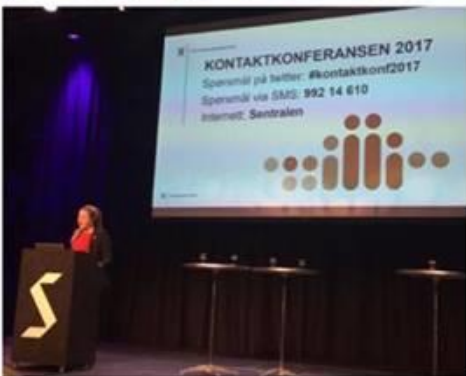 KONTAKTKONFERANSEN 2017
Spørsmål på twitter: #kontaktkonf2017
Spørsmål via SMS: 992 14 610
Internett: Sentralen
S